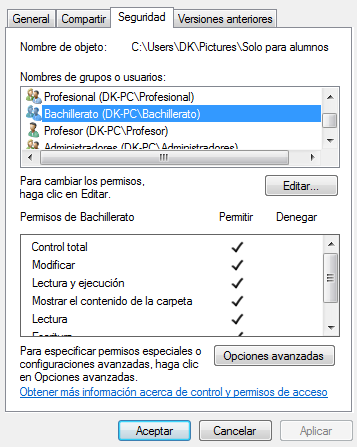 General Compartir Seguridad Versiones anteriores
Nombre de objeto: C:\Users\DK\Pictures\Solo para alumnos
Nombres de grupos o usuarios:
Profesional (DK-PC\Profesional)
Bachillerato (DK-PC\Bachillerato)
Profesor (DK-PC\Profesor)
Administradores (DK-PC\Administradores)
Para cambiar los permisos,
haga clic en Editar.
Editar...
Permisos de Bachillerato Permitir Denegar
Control total
Modificar
Lectura y ejecución
Mostrar el contenido de la carpeta
Lectura
Escritura
Para especificar permisos especiales o
configuraciones avanzadas, haga clic
en Opciones avanzadas.
Opciones avanzadas
Obtener más información acerca de control y permisos de acceso
Aceptar Cancelar Aplicar